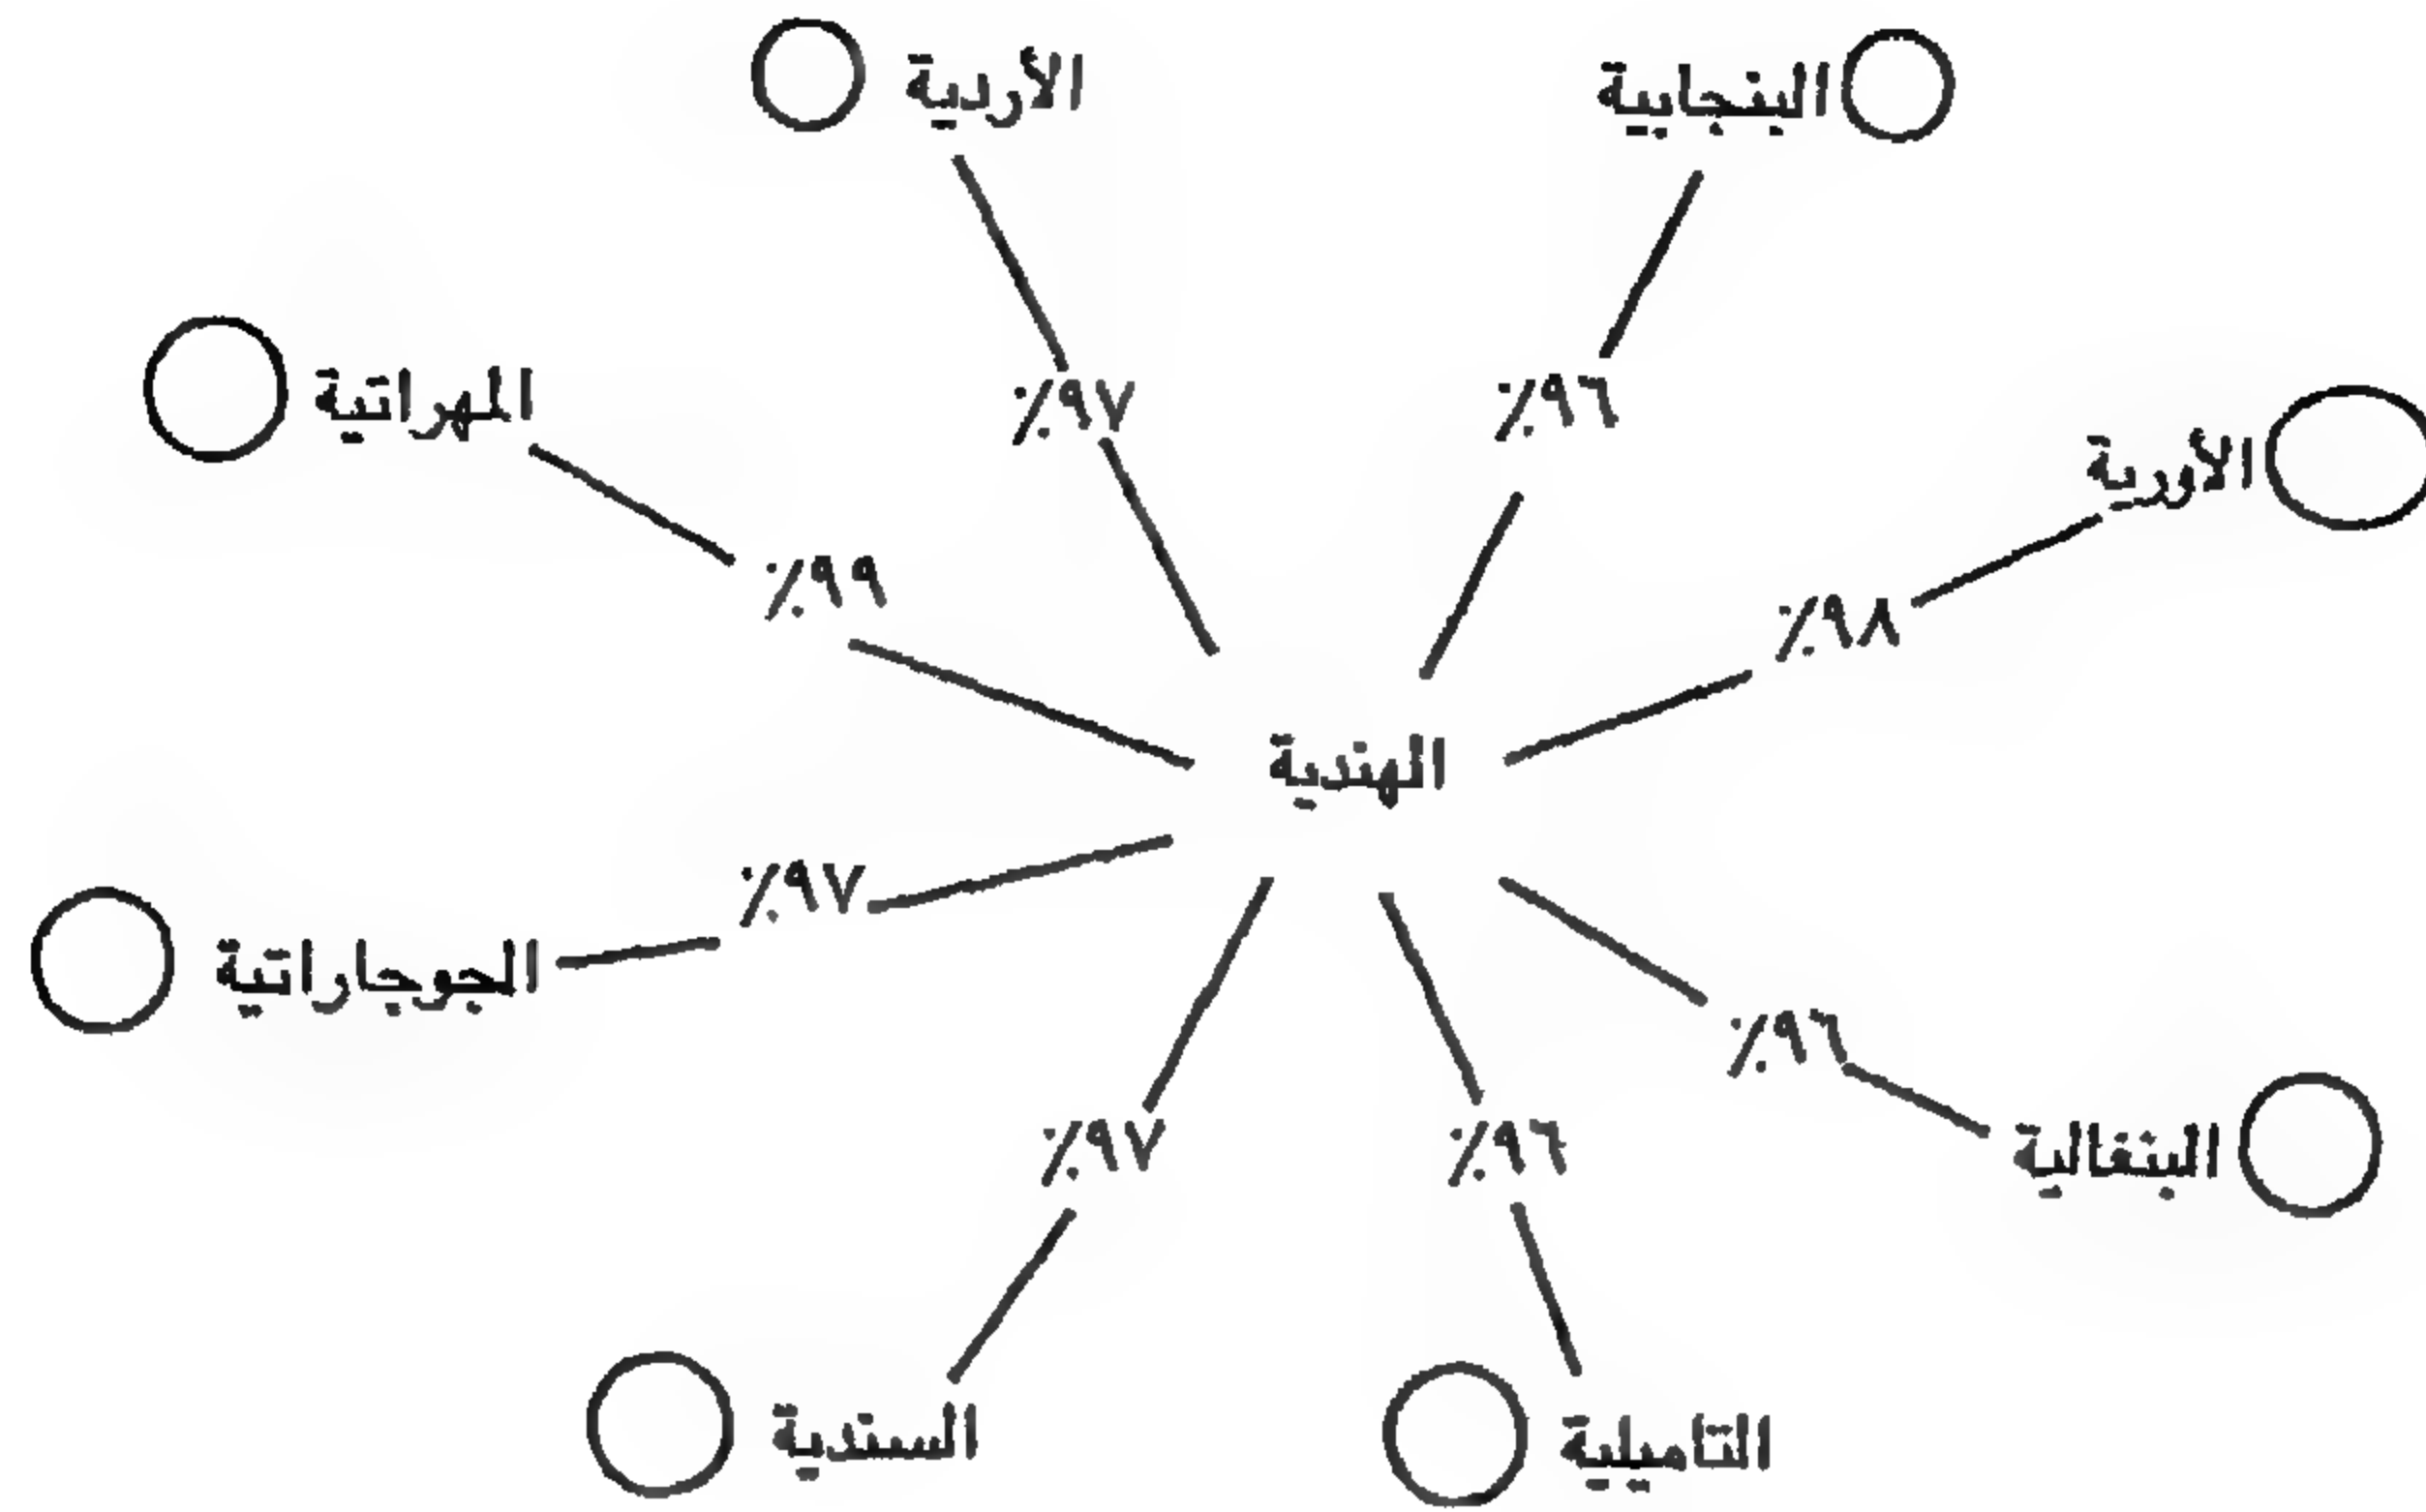 البنجابية
الأردية
٪٩٦
٪٩٧
المهراتية
الأورية
٪٩٩
٪٩٨
الهندية
٪٩٧
الجوجاراتية
٪٩٦
البنغالية
٪٩٦
٪٩٧
التاميلية
السندية